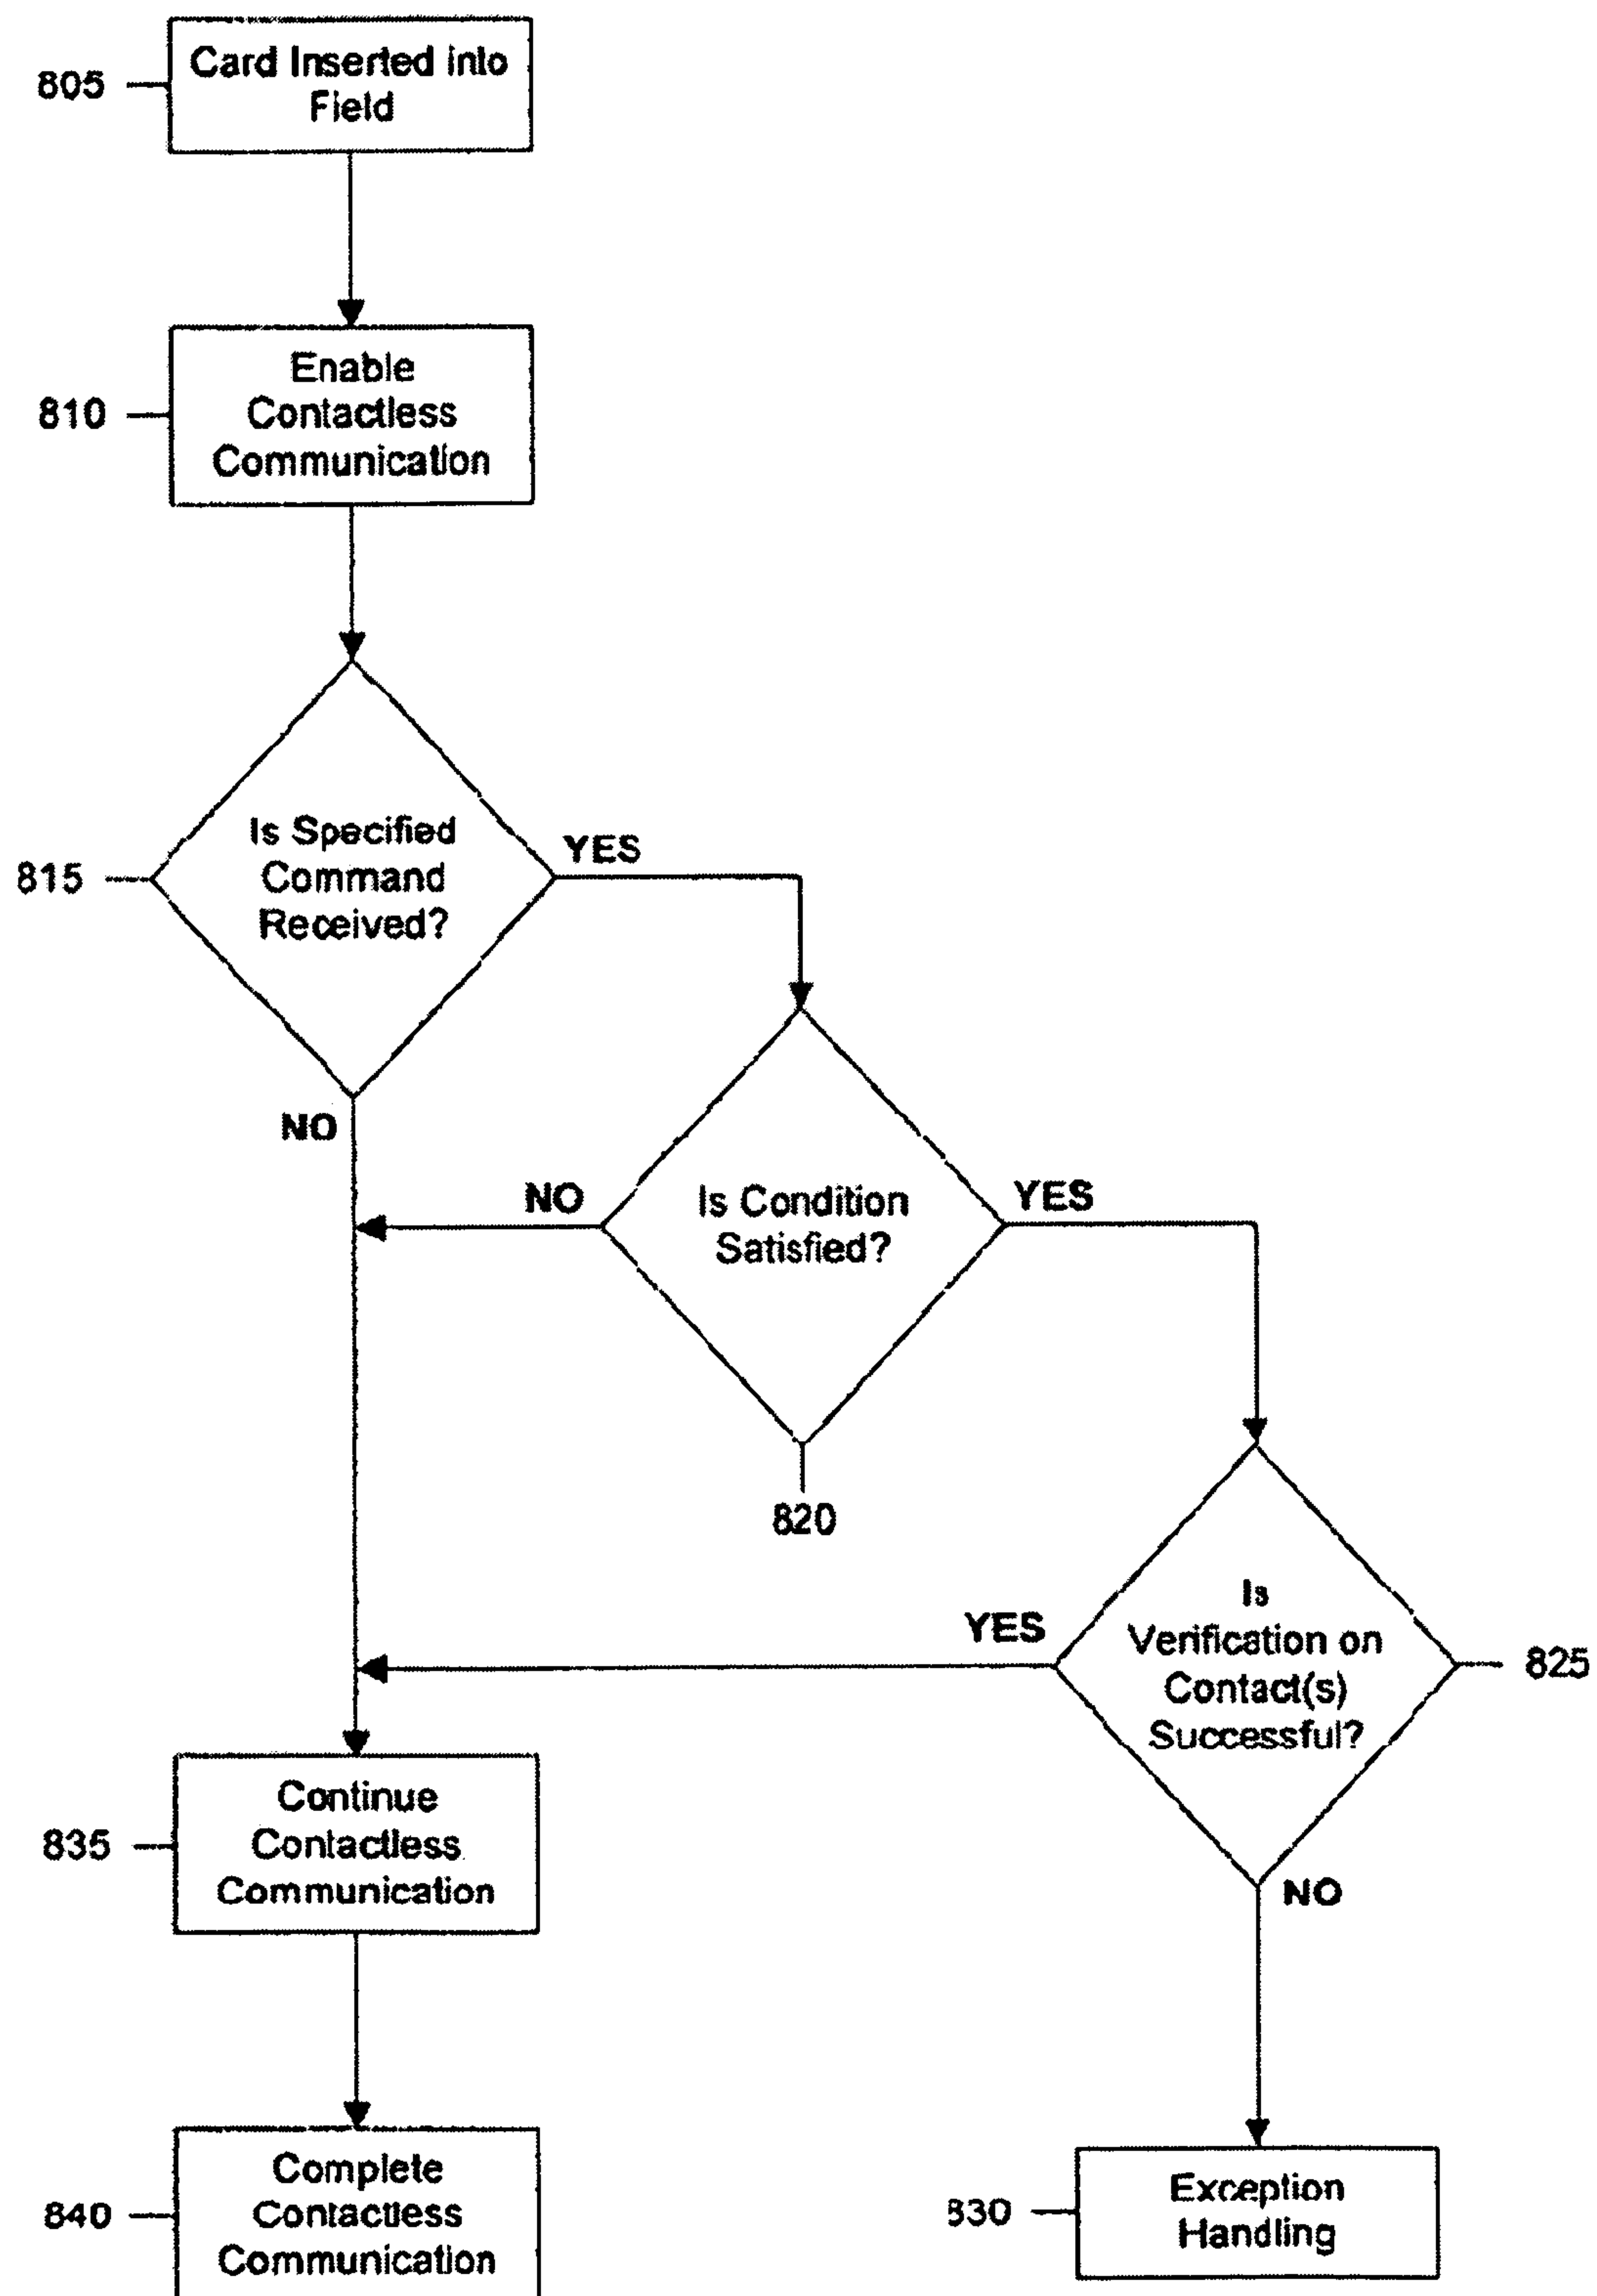 805
Card Inserted into
Field
810
Enable
Contactless
Communication
815
Is Specified
Command
Received?
YES
NO
NO
Is Condition
Satisfied?
YES
820
YES
Is
Verification on
Contact(s)
Successful?
825
NO
835
Continue
Contactless
Communication
840
Complete
Contactless
Communication
830
Exception
Handling